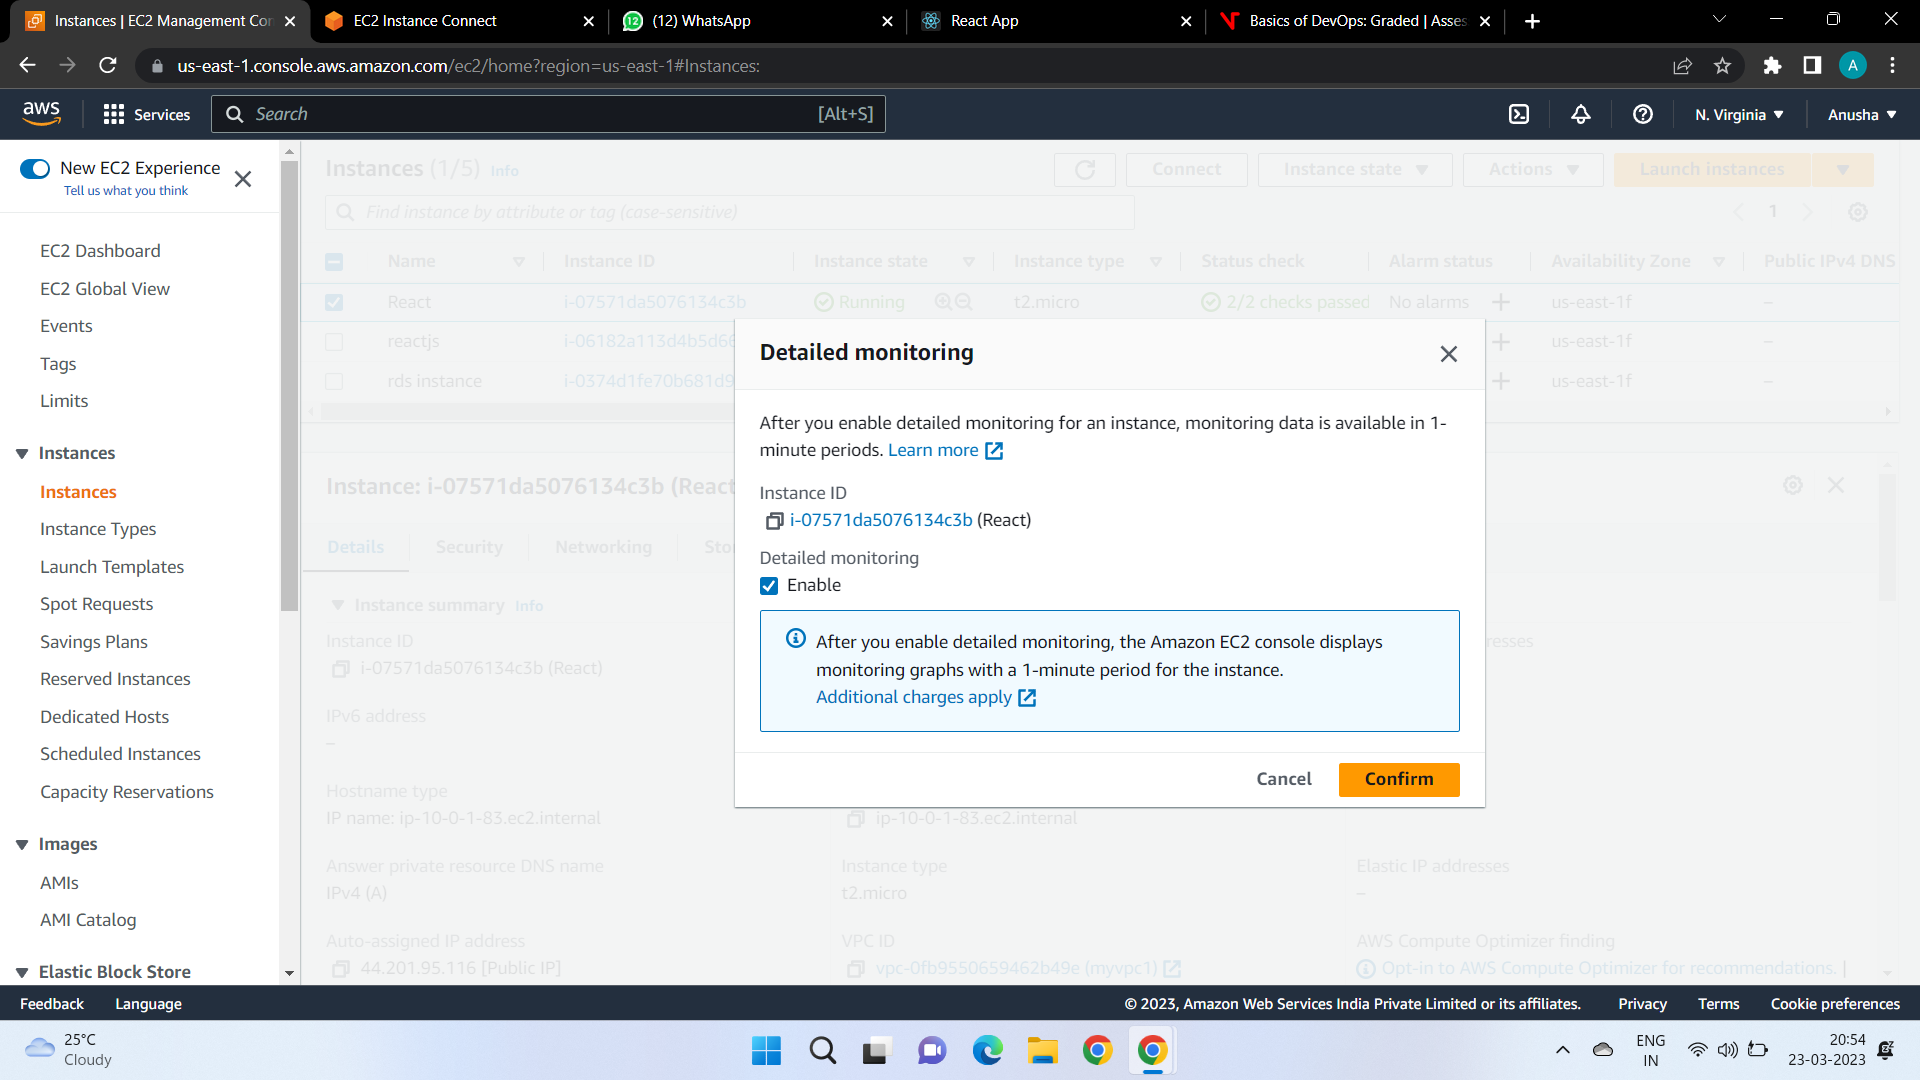 Instances | EC2 Management Con
EC2 Instance Connect
(12) WhatsApp
React App
Basics of DevOps: Graded | Asses
us-east-1.console.aws.amazon.com/ec2/home?region=us-east-1#Instances:
A
aws
Services
Search
[Alt+S]
N. Virginia
Anusha
New EC2 Experience
Tell us what you think
EC2 Dashboard
EC2 Global View
Events
Tags
Limits
Instances
Instances
Instance Types
Launch Templates
Spot Requests
Savings Plans
Reserved Instances
Dedicated Hosts
Scheduled Instances
Capacity Reservations
Images
AMIs
AMI Catalog
Elastic Block Store
Instances (1/5) Info
Connect
Instance state
Actions
Launch instances
Find instance by attribute or tag (case-sensitive)
1
Name Instance ID Instance state Instance type Status check Alarm status Availability Zone Public IPv4 DNS
React i-07571da5076134c3b Running t2.micro 2/2 checks passed No alarms + us-east-1f –
reactjs i-06182a113d4b5d66 + us-east-1f –
rds instance i-0374d1fe70b681d9 + us-east-1f –
Instance: i-07571da5076134c3b (React
Details Security Networking Sto
Instance summary Info
Instance ID
i-07571da5076134c3b (React)
resses
IPv6 address
–
Hostname type
IP name: ip-10-0-1-83.ec2.internal
ip-10-0-1-83.ec2.internal
Answer private resource DNS name
IPv4 (A)
Instance type
t2.micro
Elastic IP addresses
–
Auto-assigned IP address
44.201.95.116 [Public IP]
VPC ID
vpc-0fb9550659462b49e (myvpc1)
AWS Compute Optimizer finding
Opt-in to AWS Compute Optimizer for recommendations. |
Detailed monitoring
After you enable detailed monitoring for an instance, monitoring data is available in 1-
minute periods. Learn more
Instance ID
i-07571da5076134c3b (React)
Detailed monitoring
Enable
After you enable detailed monitoring, the Amazon EC2 console displays
monitoring graphs with a 1-minute period for the instance.
Additional charges apply
Cancel
Confirm
Feedback
Language
© 2023, Amazon Web Services India Private Limited or its affiliates.
Privacy
Terms
Cookie preferences
25°C
Cloudy
ENG
IN
20:54
23-03-2023